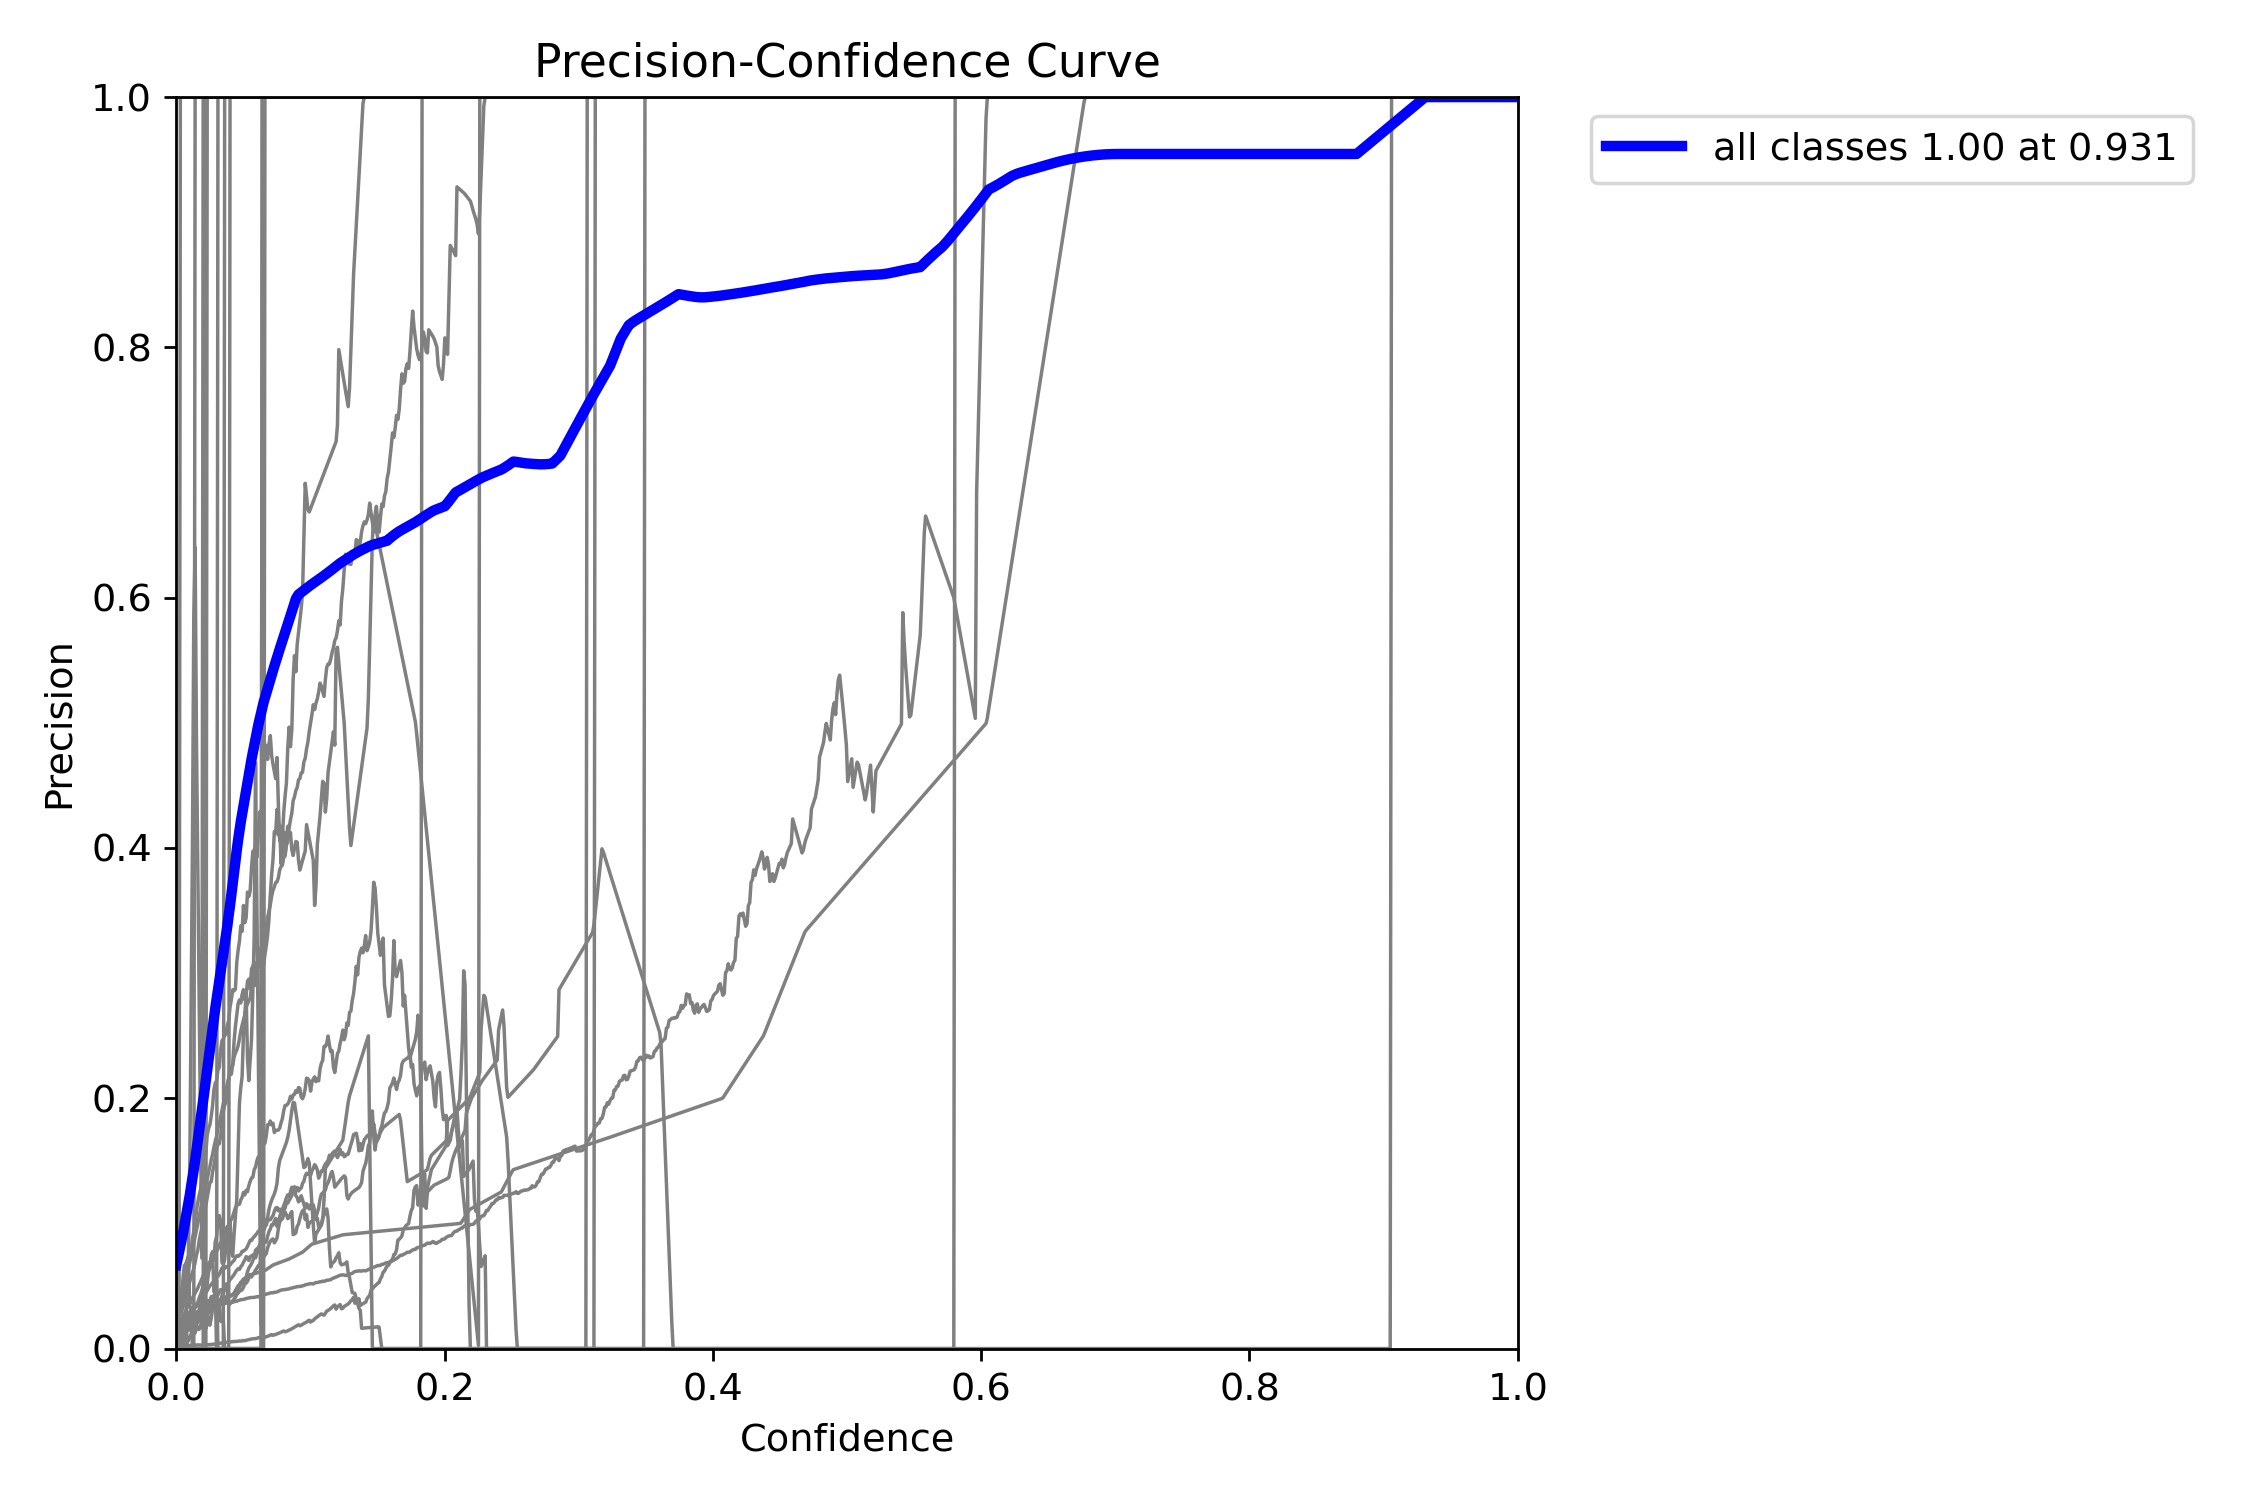 Precision-Confidence Curve
all classes 1.00 at 0.931
1.0
0.8
0.6
0.4
0.2
0.0
Precision
0.0 0.2 0.4 0.6 0.8 1.0
Confidence